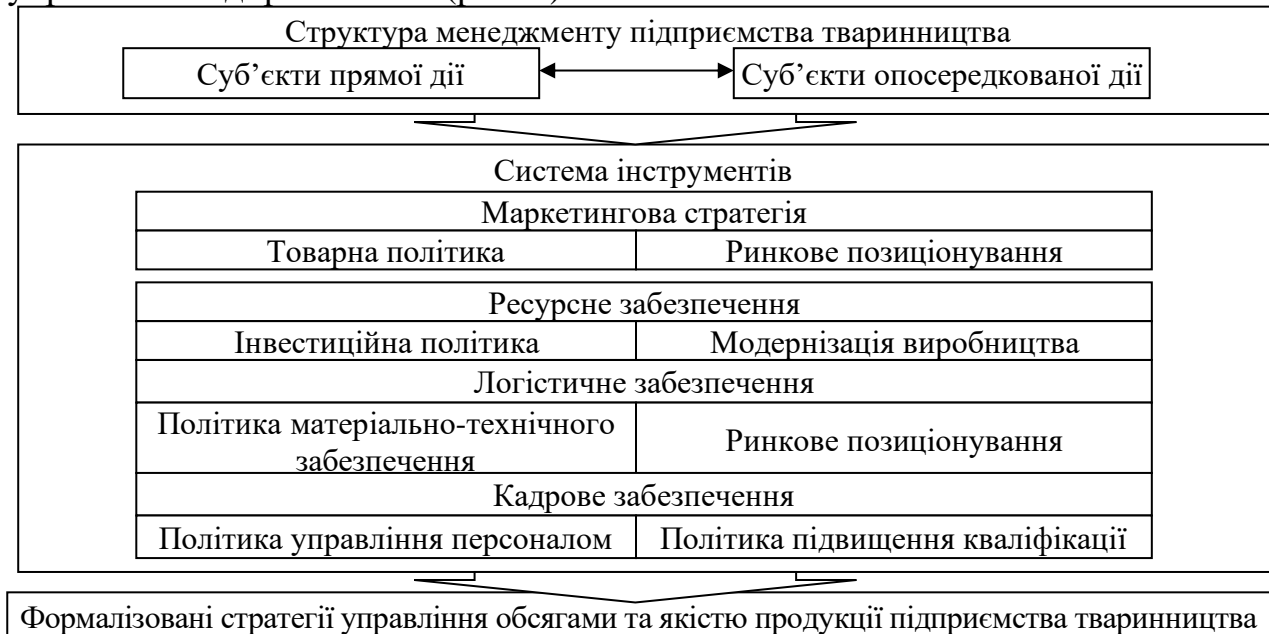 Структура менеджменту підприємства тваринництва
Суб’єкти прямої дії
Суб’єкти опосередкованої дії
Система інструментів
Маркетингова стратегія
Товарна політика
Ринкове позиціонування
Ресурсне забезпечення
Інвестиційна політика
Модернізація виробництва
Логістичне забезпечення
Політика матеріально-технічного
забезпечення
Ринкове позиціонування
Кадрове забезпечення
Політика управління персоналом
Політика підвищення кваліфікації
Формалізовані стратегії управління обсягами та якістю продукції підприємства тваринництва